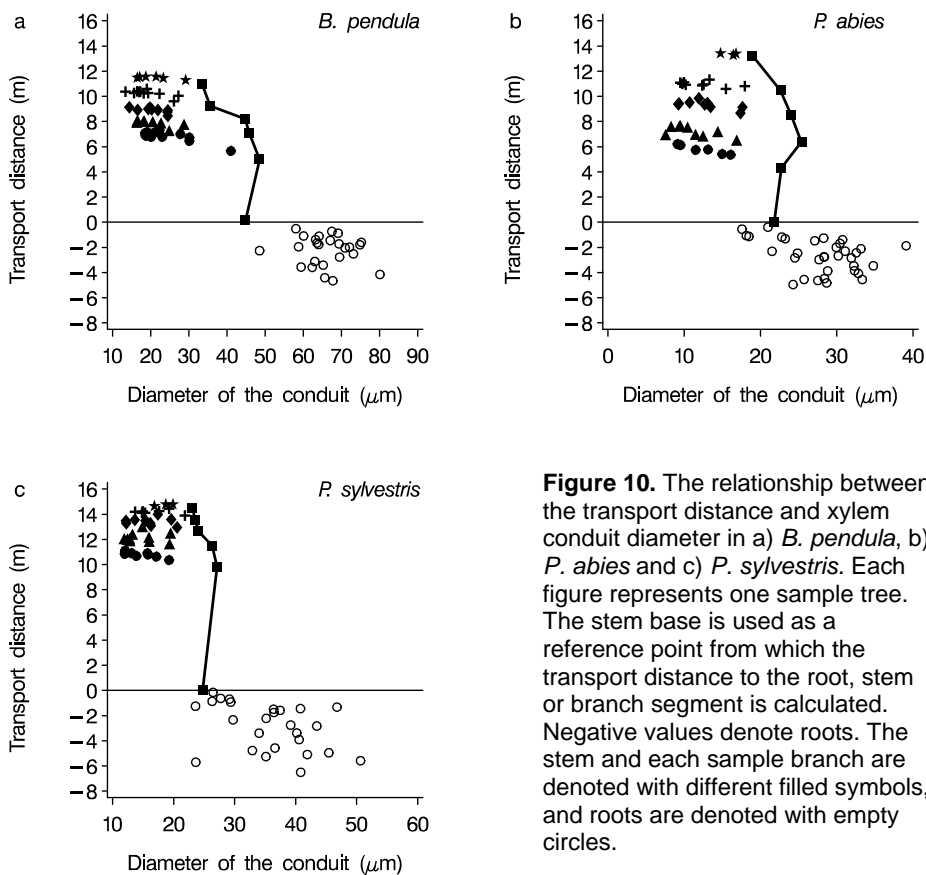 a
B. pendula
16
14
12
10
8
6
4
2
0
−2
−4
−6
−8
Transport distance (m)
10 20 30 40 50 60 70 80 90
Diameter of the conduit (µm)
b
P. abies
16
14
12
10
8
6
4
2
0
−2
−4
−6
−8
Transport distance (m)
0 10 20 30 40
Diameter of the conduit (µm)
c
P. sylvestris
16
14
12
10
8
6
4
2
0
−2
−4
−6
−8
Transport distance (m)
10 20 30 40 50 60
Diameter of the conduit (µm)
Figure 10. The relationship between
the transport distance and xylem
conduit diameter in a) B. pendula, b)
P. abies and c) P. sylvestris. Each
figure represents one sample tree.
The stem base is used as a
reference point from which the
transport distance to the root, stem
or branch segment is calculated.
Negative values denote roots. The
stem and each sample branch are
denoted with different filled symbols,
and roots are denoted with empty
circles.